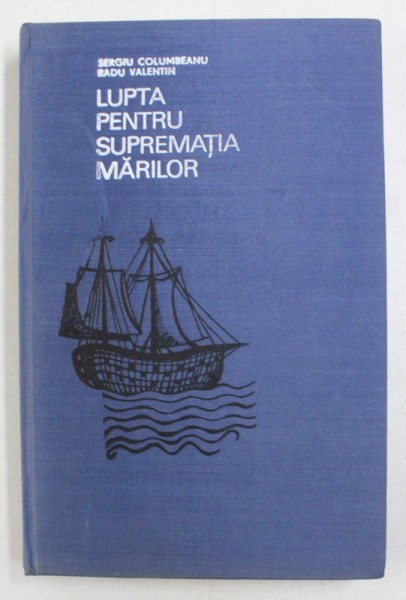 SERGIU COLUMBEANU
RADU VALENTIN
LUPTA
PENTRU
SUPREMAȚIA
MĂRILOR